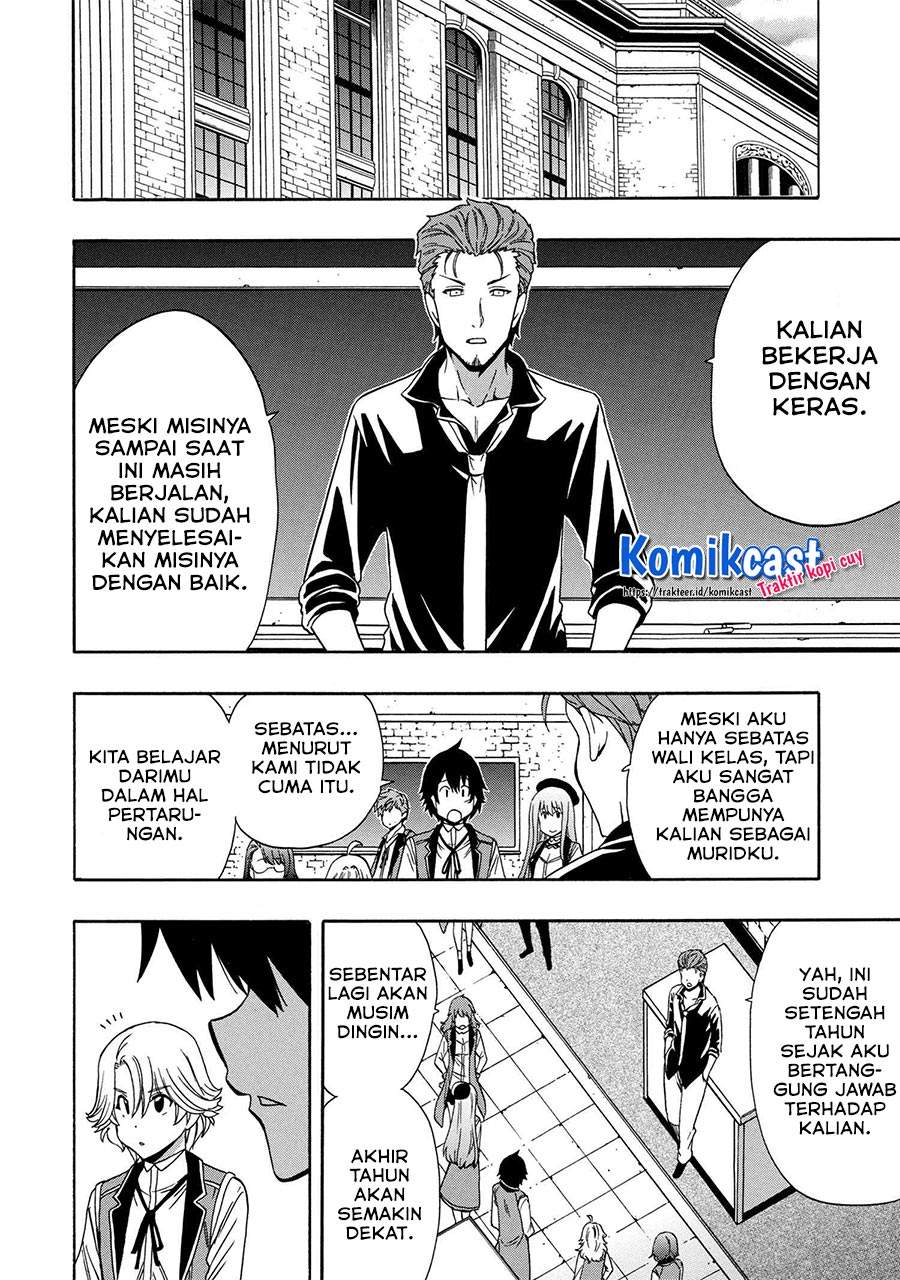 KALIAN
BEKERJA
DENGAN
KERAS.
MESKI MISINYA
SAMPAI SAAT
INI MASIH
BERJALAN,
KALIAN SUDAH
MENYELESAI-
KAN MISINYA
DENGAN BAIK.
Komikcast
Traktir kopi cuy
https://trakteer.id/komikcast
MESKI AKU
HANYA SEBATAS
WALI KELAS, TAPI
AKU SANGAT
BANGGA
MEMPUNYA
KALIAN SEBAGAI
MURIDKU.
SEBATAS...
MENURUT
KAMI TIDAK
CUMA ITU.
KITA BELAJAR
DARIMU
DALAM HAL
PERTARU-
NGAN.
YAH, INI
SUDAH
SETENGAH
TAHUN
SEJAK AKU
BERTANG-
GUNG JAWAB
TERHADAP
KALIAN.
SEBENTAR
LAGI AKAN
MUSIM
DINGIN...
AKHIR
TAHUN
AKAN
SEMAKIN
DEKAT.